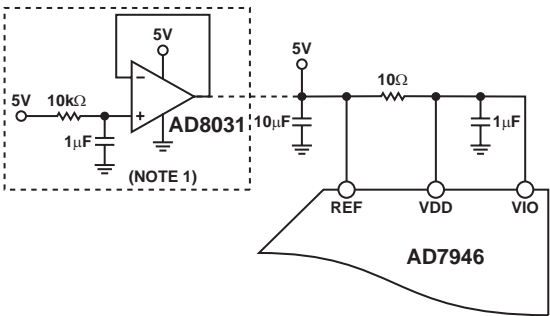 5V
5V
5V
10kΩ
10Ω
1μF
AD8031
10μF
1μF
(NOTE 1)
REF
VDD
VIO
AD7946